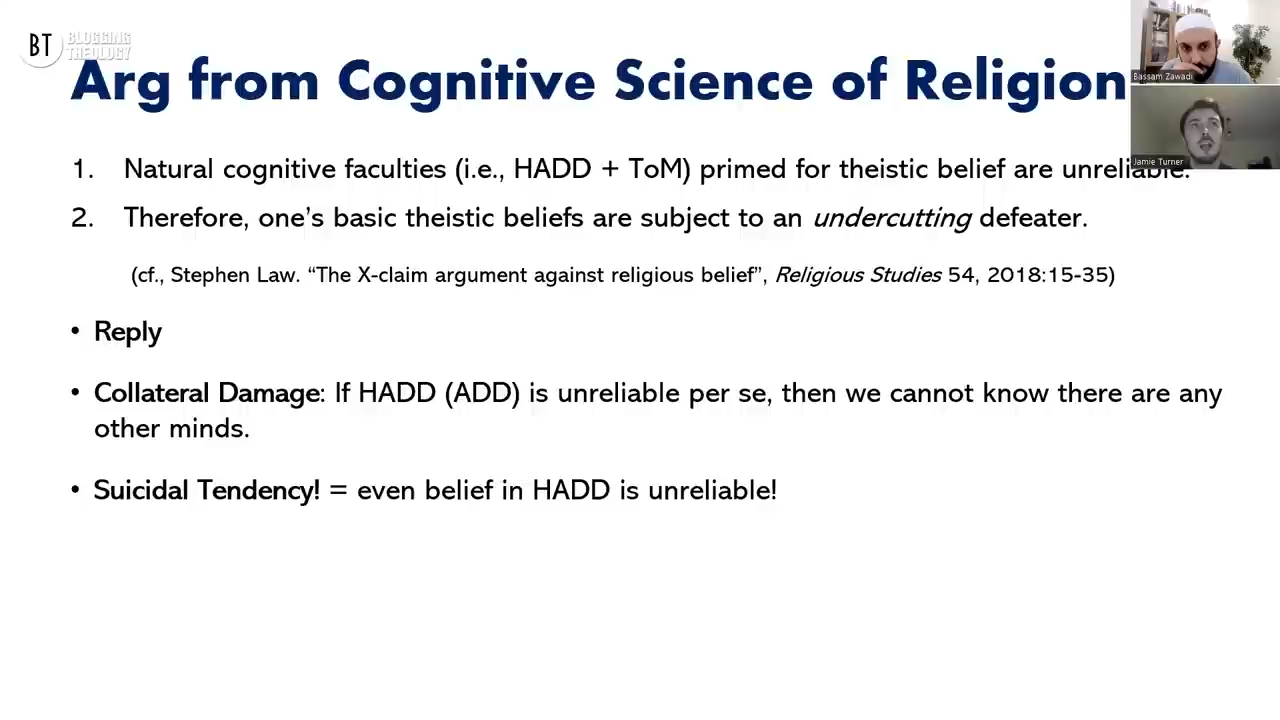 BT BLOGGING THEOLOGY
Arg from Cognitive Science of Religion
Bassam Zawadi
Jamie Turner
1. Natural cognitive faculties (i.e., HADD + ToM) primed for theistic belief are unreliable.
2. Therefore, one's basic theistic beliefs are subject to an undercutting defeater.
(cf., Stephen Law. “The X-claim argument against religious belief”, Religious Studies 54, 2018:15-35)
• Reply
• Collateral Damage: If HADD (ADD) is unreliable per se, then we cannot know there are any
other minds.
• Suicidal Tendency! = even belief in HADD is unreliable!